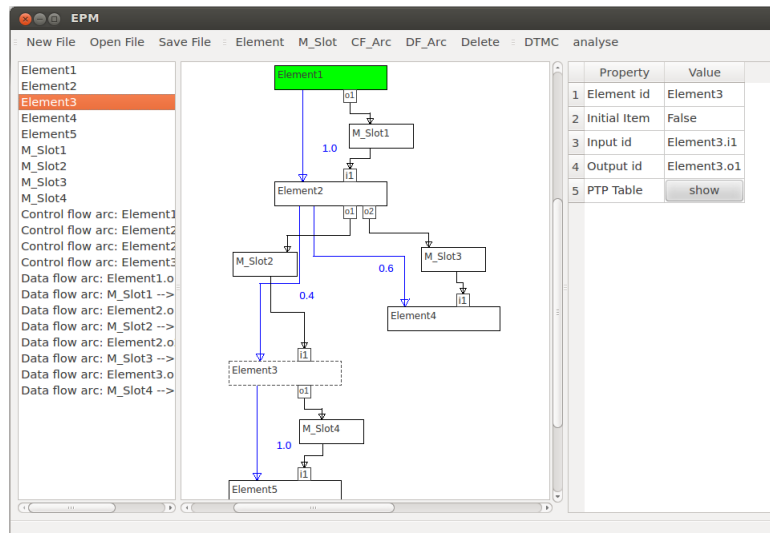 EPM
New File Open File Save File Element M_Slot CF_Arc DF_Arc Delete DTMC analyse
Element1
Element2
Element3
Element4
Element5
M_Slot1
M_Slot2
M_Slot3
M_Slot4
Control flow arc: Element1
Control flow arc: Element2
Control flow arc: Element2
Control flow arc: Element3
Data flow arc: Element1.o
Data flow arc: M_Slot1 -->
Data flow arc: Element2.o
Data flow arc: M_Slot2 -->
Data flow arc: Element2.o
Data flow arc: M_Slot3 -->
Data flow arc: Element3.o
Data flow arc: M_Slot4 -->
Element1
o1
M_Slot1
1.0
i1
Element2
o1 o2
M_Slot2
M_Slot3
0.6
0.4
i1
Element4
i1
Element3
o1
M_Slot4
1.0
i1
Element5
Property Value
1 Element id Element3
2 Initial Item False
3 Input id Element3.i1
4 Output id Element3.o1
5 PTP Table show